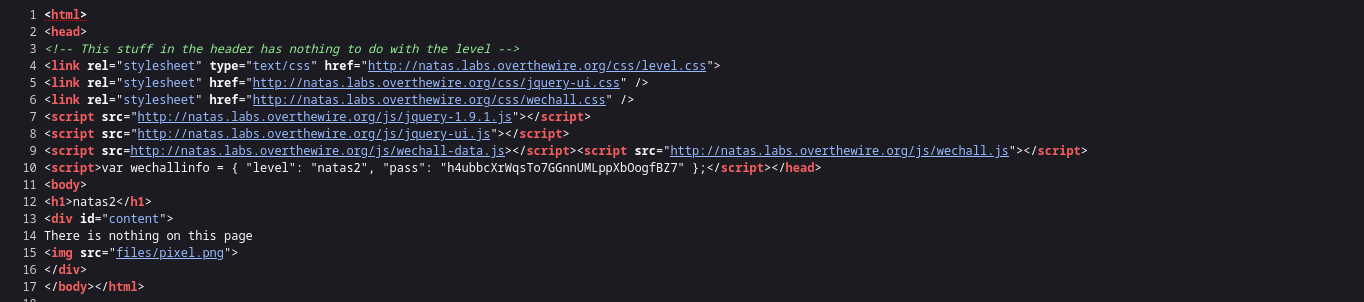 1 <html>
2 <head>
3 <!-- This stuff in the header has nothing to do with the level -->
4 <link rel="stylesheet" type="text/css" href="http://natas.labs.overthewire.org/css/level.css">
5 <link rel="stylesheet" href="http://natas.labs.overthewire.org/css/jquery-ui.css" />
6 <link rel="stylesheet" href="http://natas.labs.overthewire.org/css/wechall.css" />
7 <script src="http://natas.labs.overthewire.org/js/jquery-1.9.1.js"></script>
8 <script src="http://natas.labs.overthewire.org/js/jquery-ui.js"></script>
9 <script src=http://natas.labs.overthewire.org/js/wechall-data.js></script><script src="http://natas.labs.overthewire.org/js/wechall.js"></script>
10 <script>var wechallinfo = { "level": "natas2", "pass": "h4ubbcXrWqsTo7GGnnUMLppXbOogfBZ7" };</script></head>
11 <body>
12 <h1>natas2</h1>
13 <div id="content">
14 There is nothing on this page
15 <img src="files/pixel.png">
16 </div>
17 </body></html>